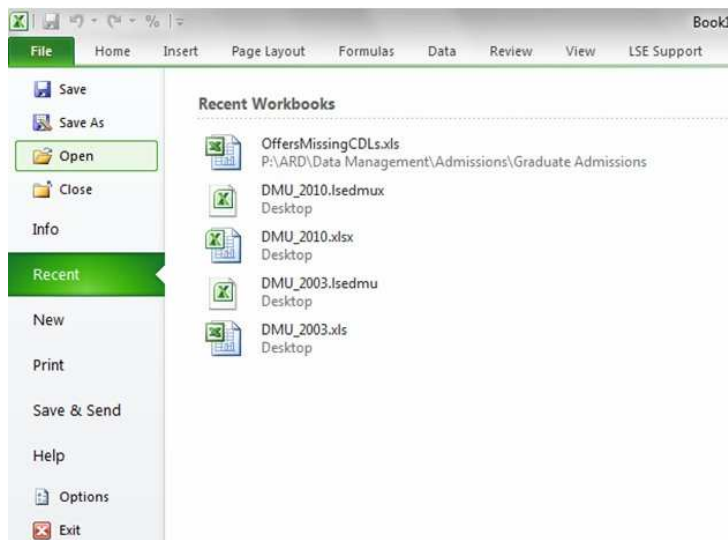 Book1
File Home Insert Page Layout Formulas Data Review View LSE Support
Save
Save As
Open
Close
Info
Recent
New
Print
Save & Send
Help
Options
Exit
Recent Workbooks
OffersMissingCDLs.xls
P:\ARD\Data Management\Admissions\Graduate Admissions
DMU_2010.lsedmux
Desktop
DMU_2010.xlsx
Desktop
DMU_2003.lsedmu
Desktop
DMU_2003.xls
Desktop